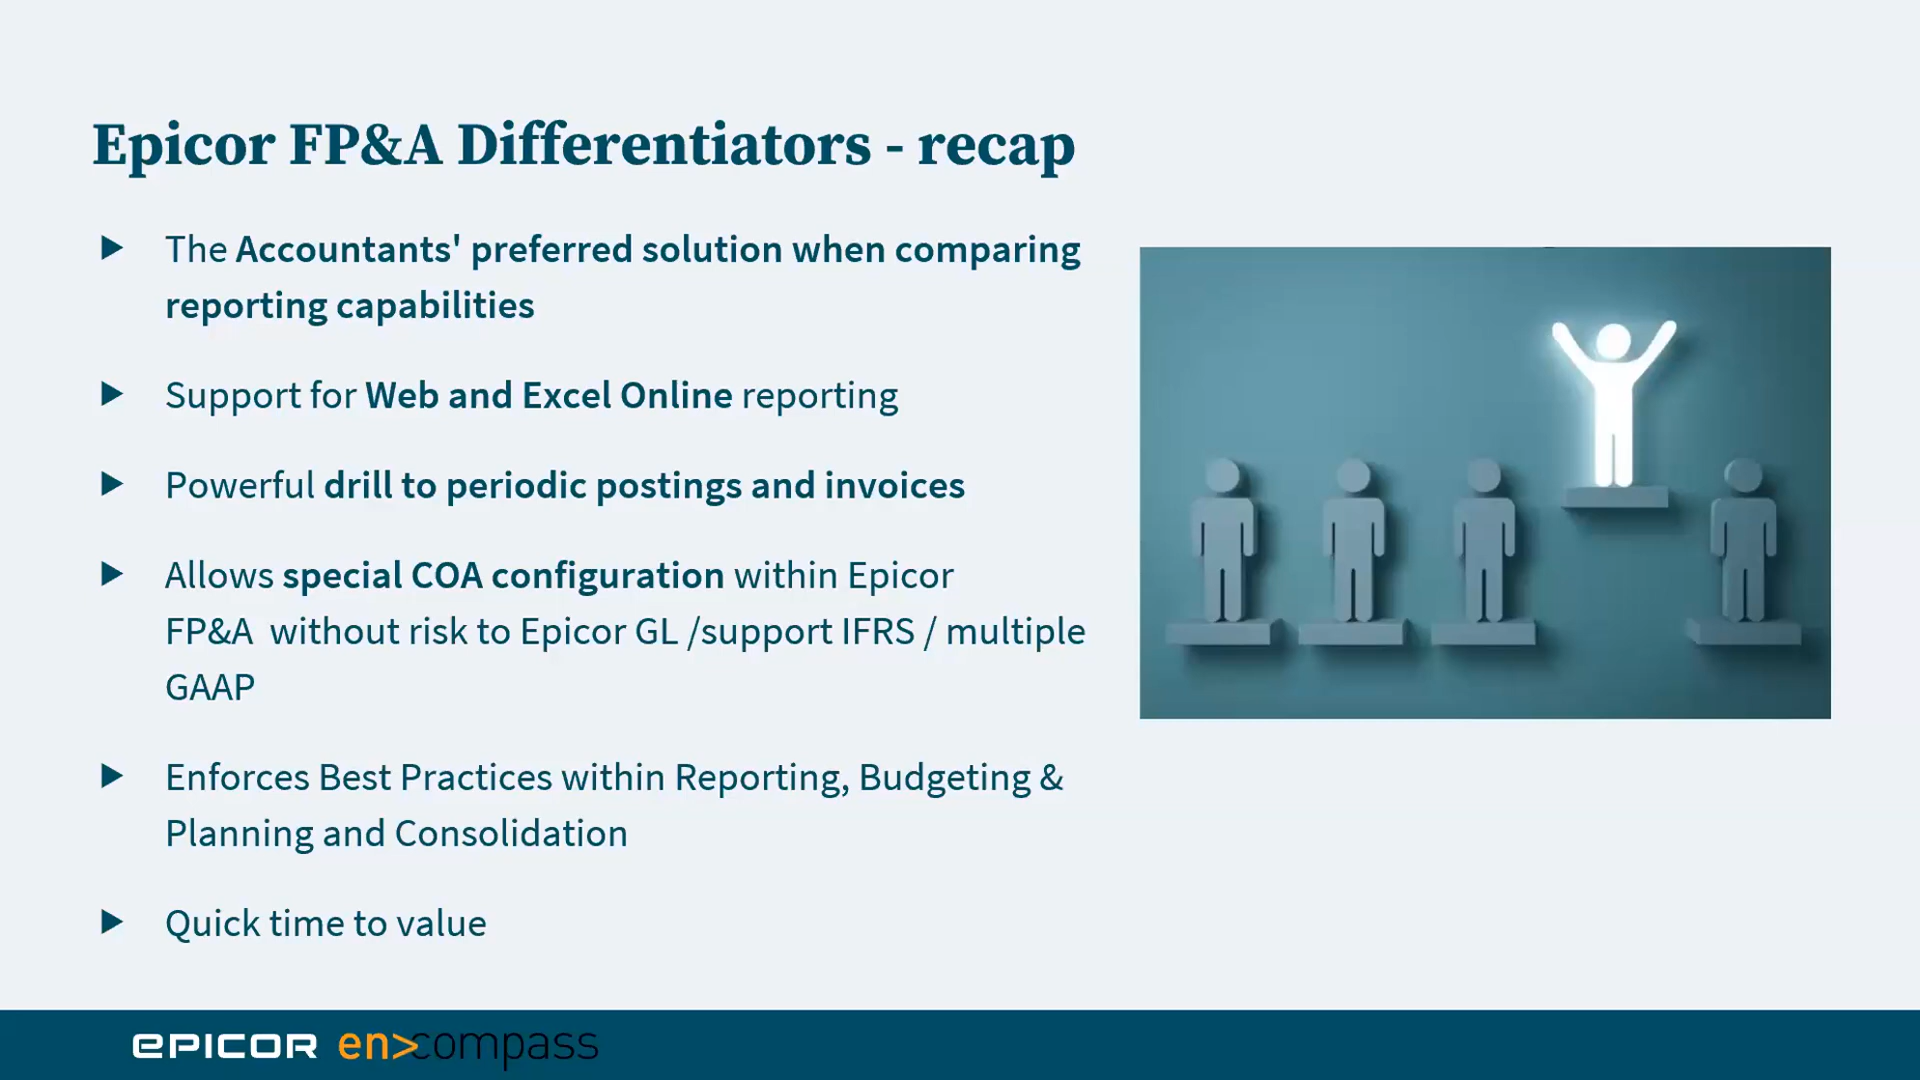 Epicor FP&A Differentiators - recap
The Accountants' preferred solution when comparing
reporting capabilities
Support for Web and Excel Online reporting
Powerful drill to periodic postings and invoices
Allows special COA configuration within Epicor
FP&A  without risk to Epicor GL /support IFRS / multiple
GAAP
Enforces Best Practices within Reporting, Budgeting &
Planning and Consolidation
Quick time to value
EPICOR en>compass